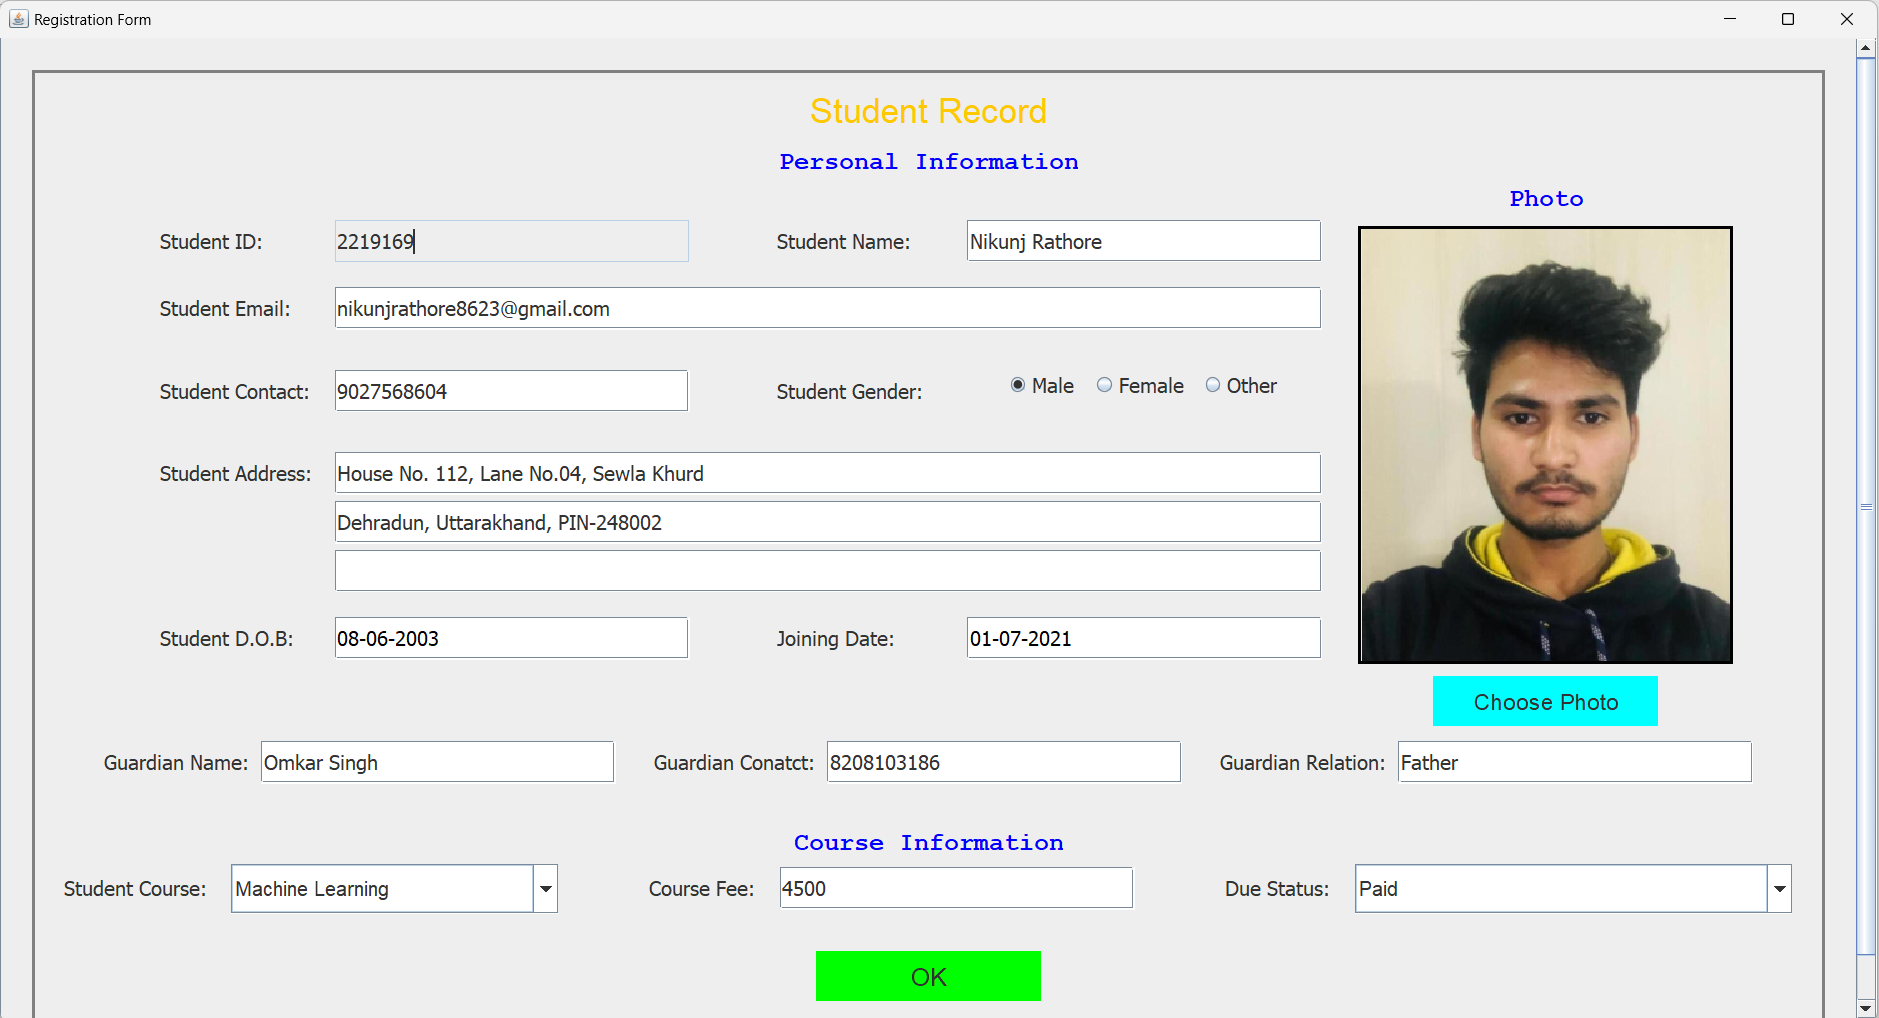 Registration Form
Student Record
Personal Information
Photo
Student ID: 2219169 Student Name: Nikunj Rathore
Student Email: nikunjrathore8623@gmail.com
Student Contact: 9027568604 Student Gender: Male Female Other
Student Address: House No. 112, Lane No.04, Sewla Khurd
Dehradun, Uttarakhand, PIN-248002
Student D.O.B: 08-06-2003 Joining Date: 01-07-2021
Choose Photo
Guardian Name: Omkar Singh Guardian Conatct: 8208103186 Guardian Relation: Father
Course Information
Student Course: Machine Learning Course Fee: 4500 Due Status: Paid
OK